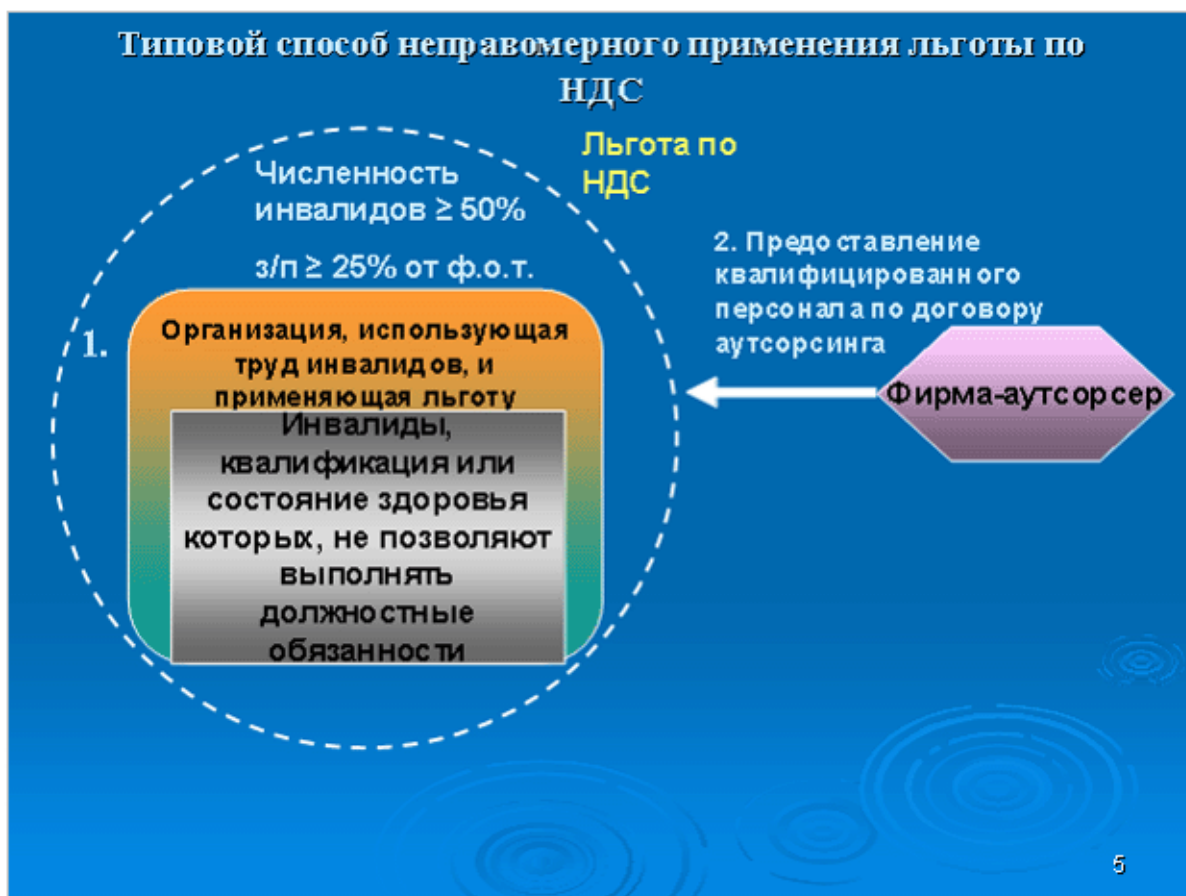 Типовой способ неправомерного применения льготы по
НДС
Льгота по
НДС
Численность
инвалидов ≥ 50%
з/п ≥ 25% от ф.о.т.
1.
Организация, использующая
труд инвалидов, и
применяющая льготу
Инвалиды,
квалификация или
состояние здоровья
которых, не позволяют
выполнять
должностные
обязанности
2. Предоставление
квалифицированного
персонала по договору
аутсорсинга
Фирма-аутсорсер
5